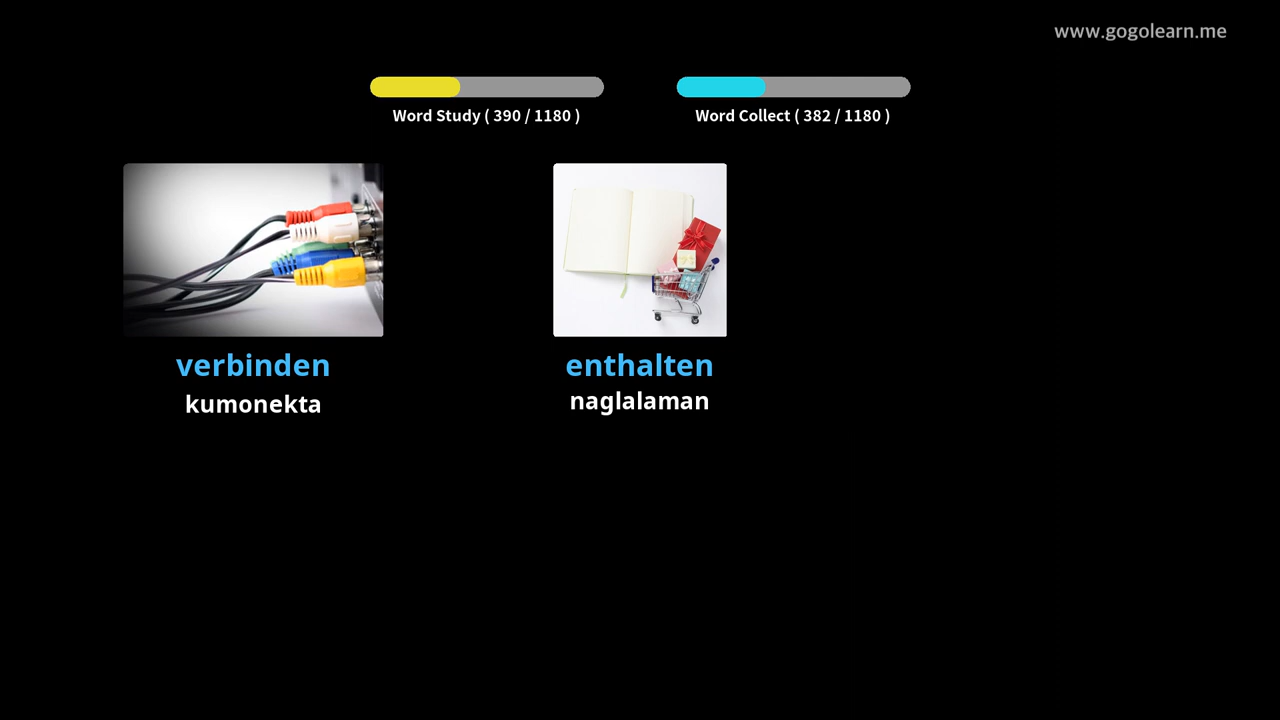 www.gogolearn.me
Word Study ( 390 / 1180 )
Word Collect ( 382 / 1180 )
verbinden
kumonekta
enthalten
naglalaman